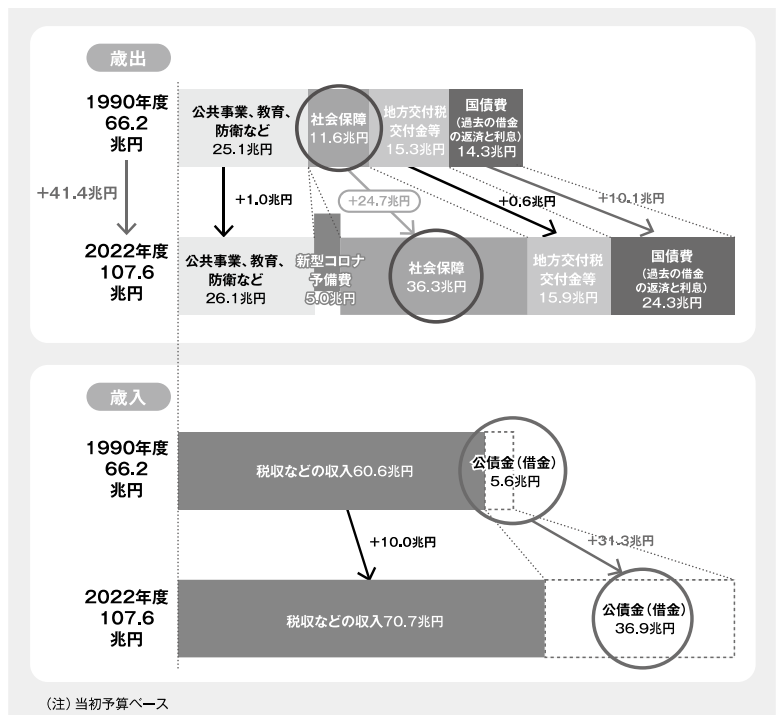 歳出
1990年度
66.2
兆円
公共事業、教育、
防衛など
25.1兆円
社会保障
11.6兆円
地方交付税
交付金等
15.3兆円
国債費
(過去の借金
の返済と利息)
14.3兆円
+41.4兆円
+1.0兆円
+24.7兆円
+0.6兆円
+10.1兆円
2022年度
107.6
兆円
公共事業、教育、
防衛など
26.1兆円
新型コロナ
予備費
5.0兆円
社会保障
36.3兆円
地方交付税
交付金等
15.9兆円
国債費
(過去の借金
の返済と利息)
24.3兆円
歳入
1990年度
66.2
兆円
税収などの収入60.6兆円
公債金(借金)
5.6兆円
+10.0兆円
+31.3兆円
2022年度
107.6
兆円
税収などの収入70.7兆円
公債金(借金)
36.9兆円
(注)当初予算ベース